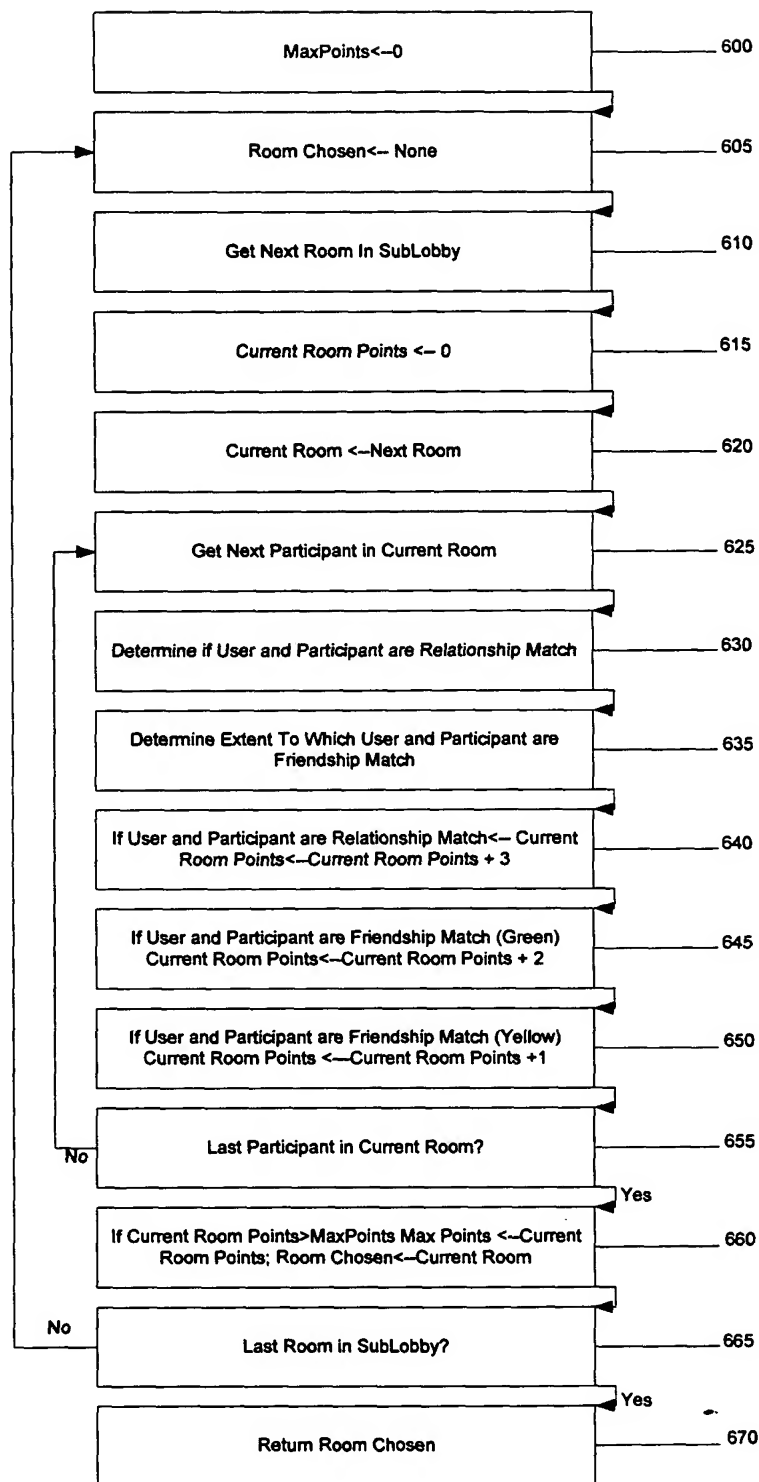 MaxPoints<--0
600
Room Chosen<-- None
605
Get Next Room In SubLobby
610
Current Room Points <-- 0
615
Current Room <--Next Room
620
Get Next Participant in Current Room
625
Determine if User and Participant are Relationship Match
630
Determine Extent To Which User and Participant are
Friendship Match
635
If User and Participant are Relationship Match<-- Current
Room Points<--Current Room Points + 3
640
If User and Participant are Friendship Match (Green)
Current Room Points<--Current Room Points + 2
645
If User and Participant are Friendship Match (Yellow)
Current Room Points <---Current Room Points +1
650
Last Participant in Current Room?
655
No
Yes
If Current Room Points>MaxPoints Max Points <--Current
Room Points; Room Chosen<--Current Room
660
No
Last Room in SubLobby?
665
Yes
Return Room Chosen
670